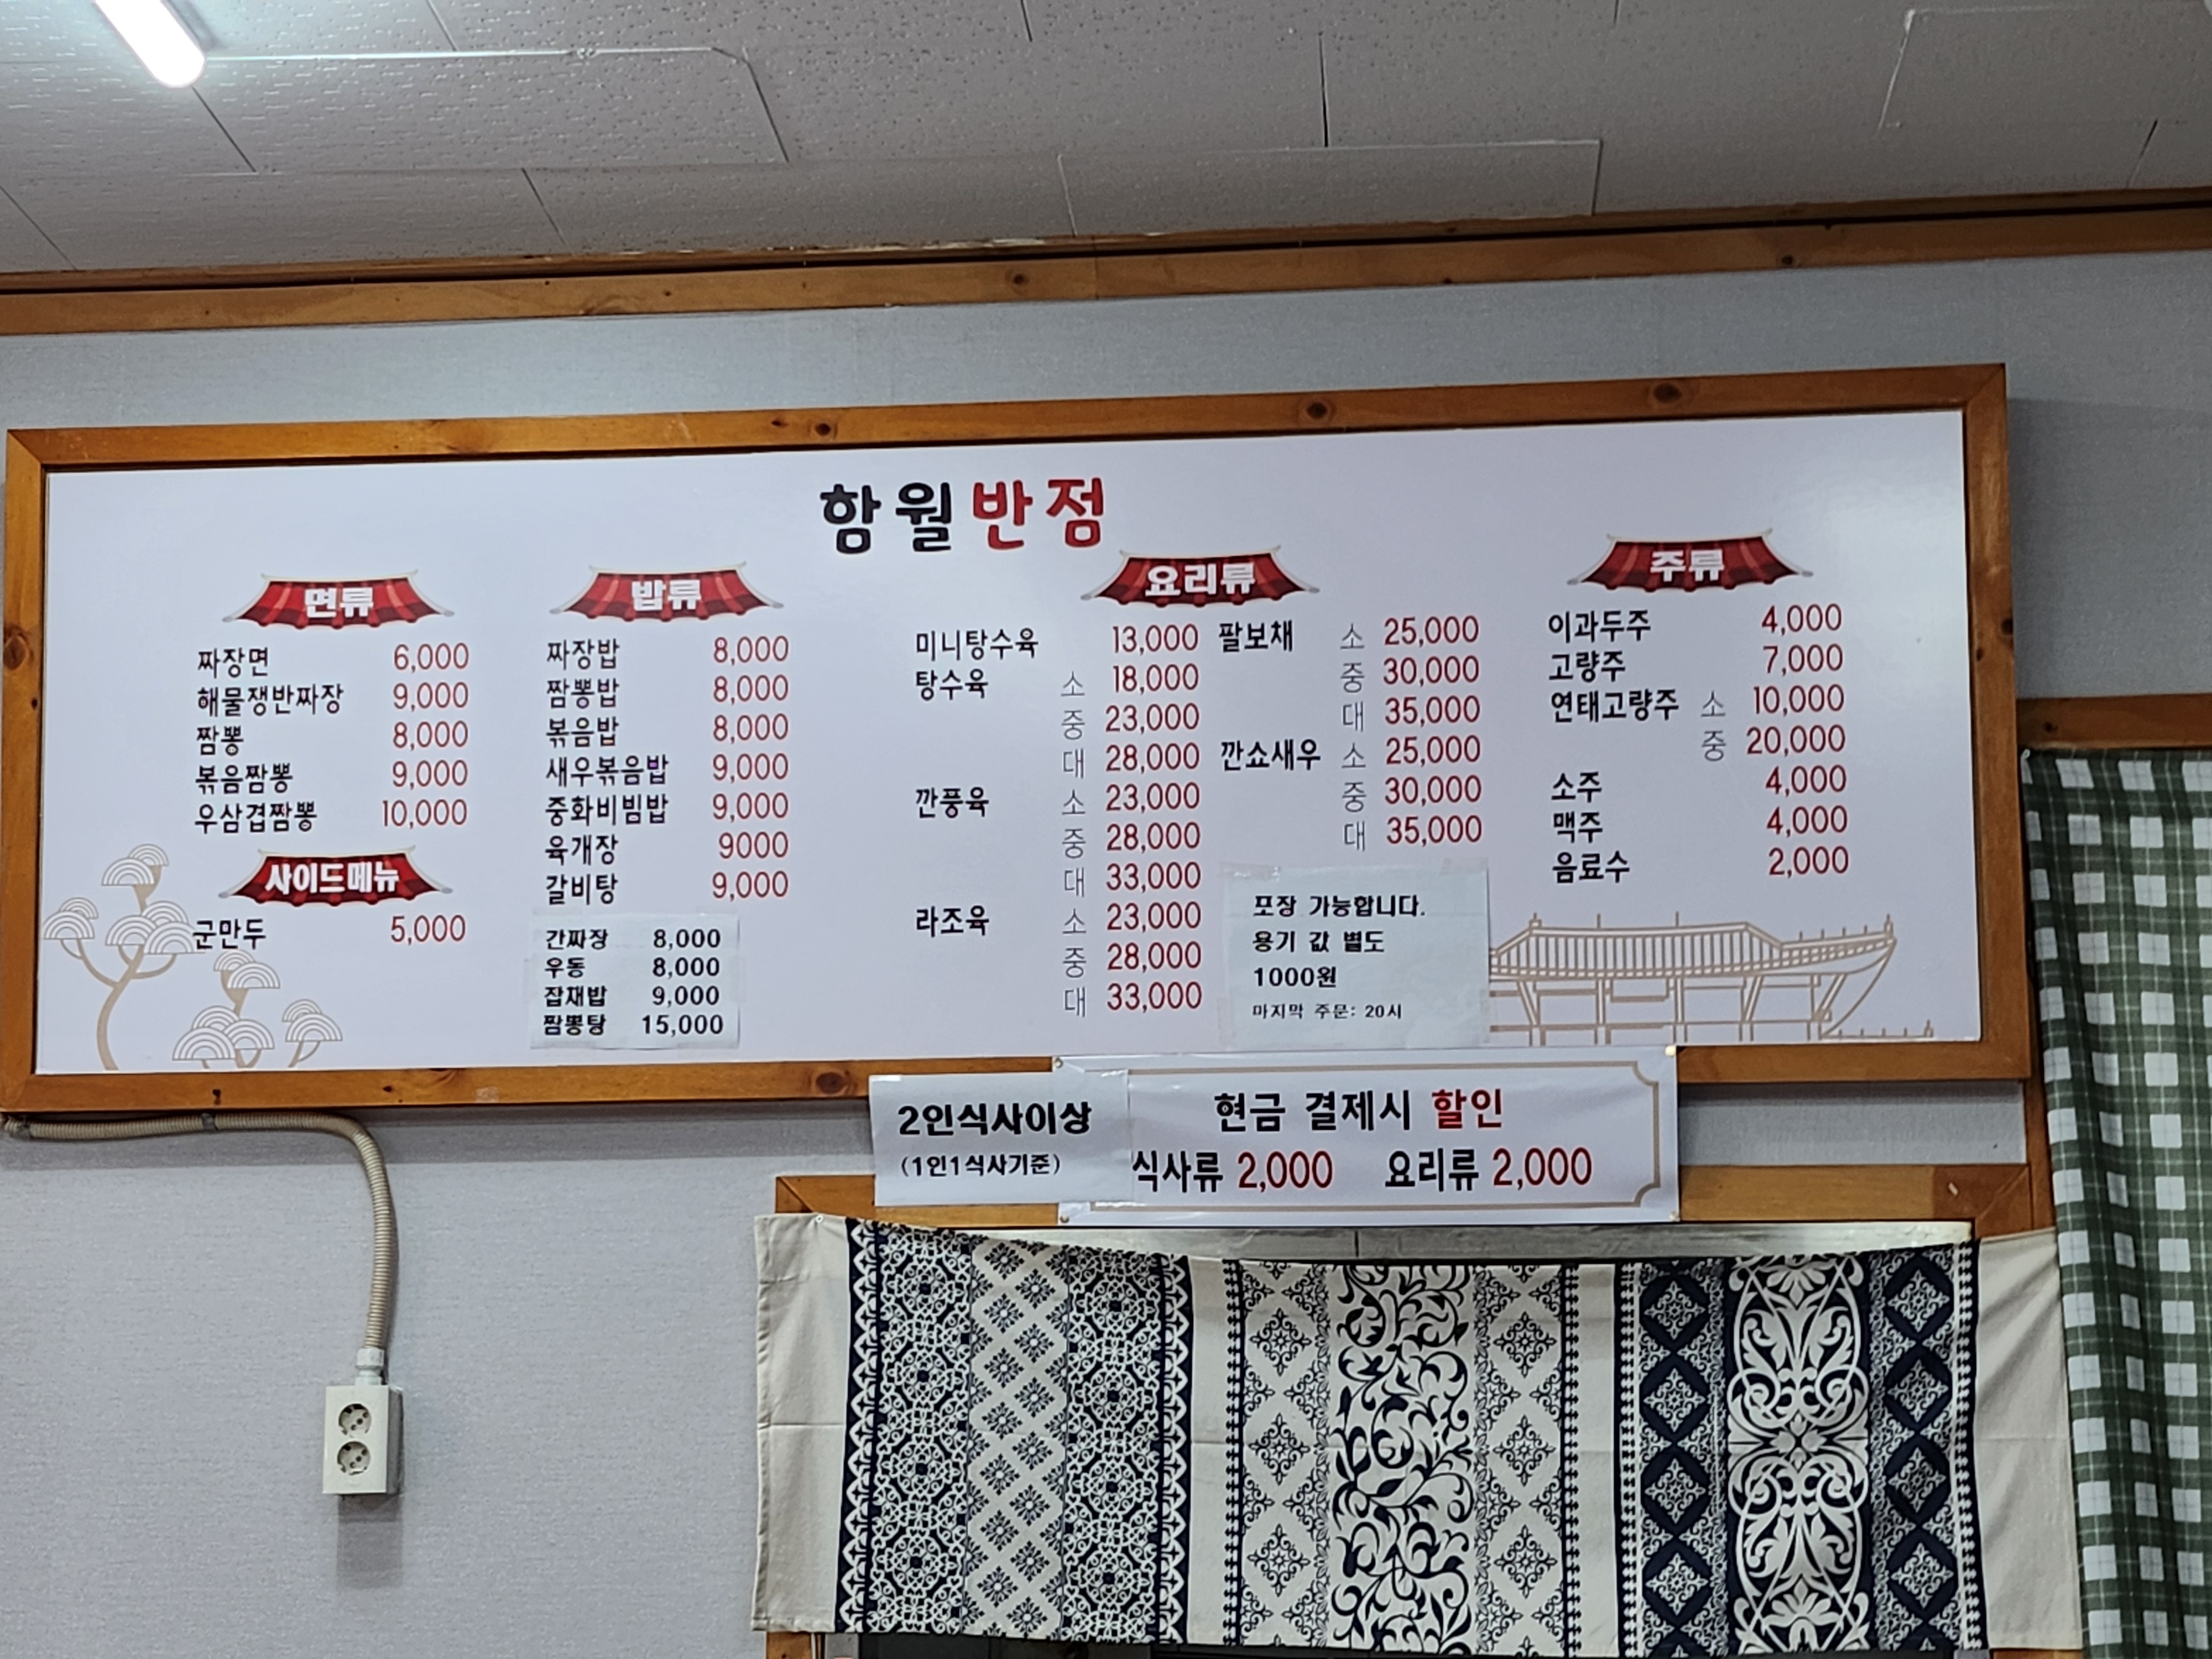 함월반점
면류
짜장면 6,000
해물쟁반짜장 9,000
짬뽕 8,000
볶음짬뽕 9,000
우삼겹짬뽕 10,000
사이드메뉴
군만두 5,000
밥류
짜장밥 8,000
짬뽕밥 8,000
볶음밥 8,000
새우볶음밥 9,000
중화비빔밥 9,000
육개장 9000
갈비탕 9,000
간짜장 8,000
우동 8,000
잡재밥 9,000
짬뽕탕 15,000
요리류
미니탕수육 13,000
탕수육 소 18,000
중 23,000
대 28,000
깐풍육 소 23,000
중 28,000
대 33,000
라조육 소 23,000
중 28,000
대 33,000
팔보채 소 25,000
중 30,000
대 35,000
깐쇼새우 소 25,000
중 30,000
대 35,000
포장 가능합니다.
용기 값 별도
1000원
마지막 주문: 20시
주류
이과두주 4,000
고량주 7,000
연태고량주 소 10,000
중 20,000
소주 4,000
맥주 4,000
음료수 2,000
2인식사이상
(1인1식사기준)
현금 결제시 할인
식사류 2,000 요리류 2,000